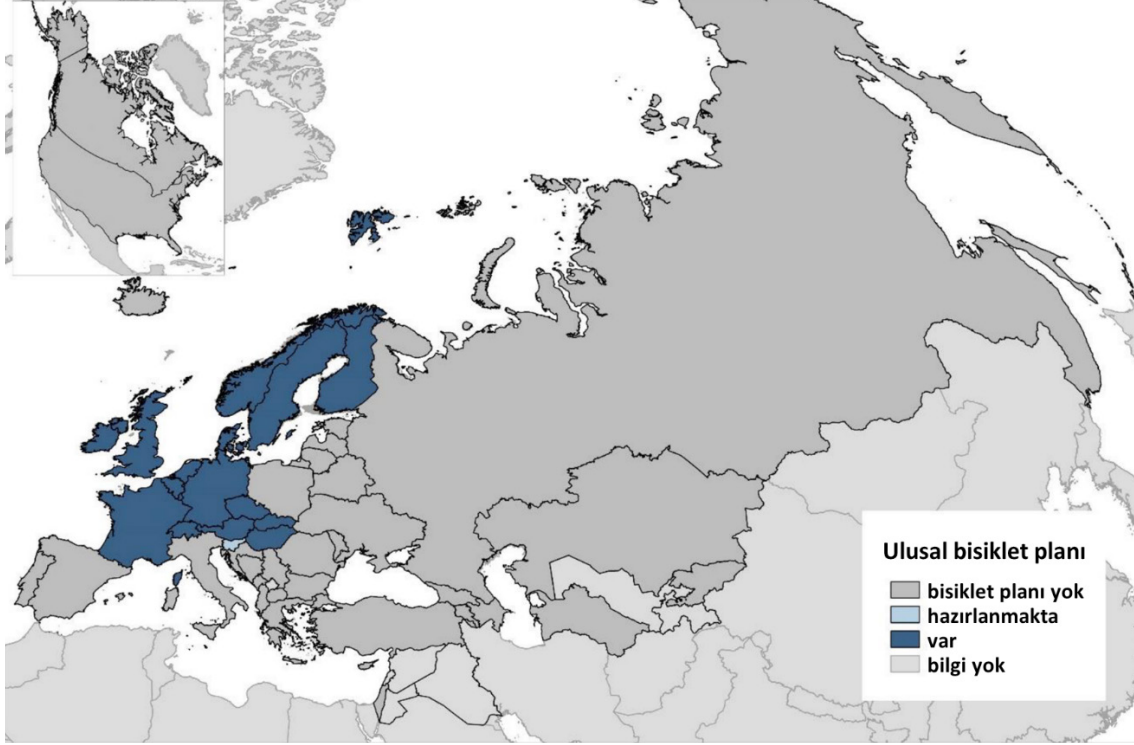 Ulusal bisiklet planı
bisiklet planı yok
hazırlanmakta
var
bilgi yok